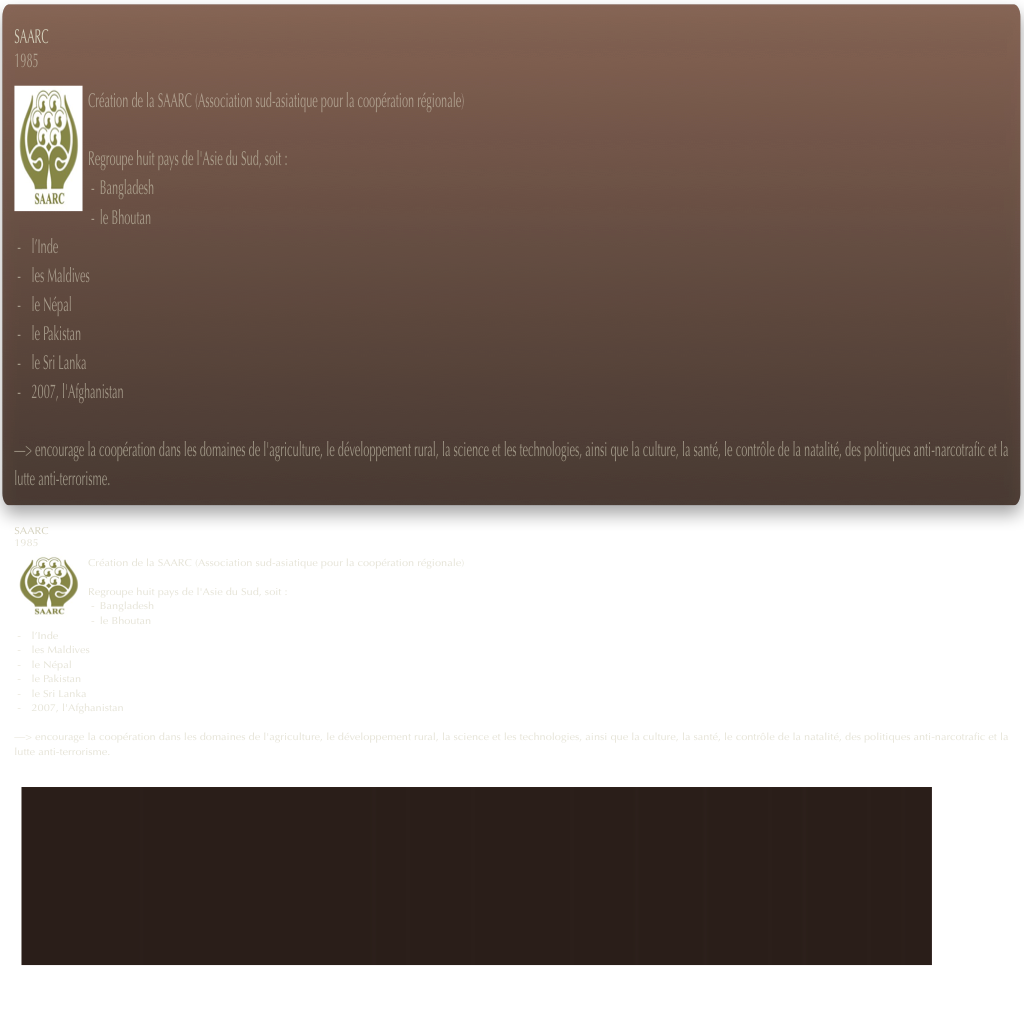 SAARC
1985
Création de la SAARC (Association sud-asiatique pour la coopération régionale)
Regroupe huit pays de l'Asie du Sud, soit :
- Bangladesh
- le Bhoutan
SAARC
- l'Inde
- les Maldives
- le Népal
- le Pakistan
- le Sri Lanka
- 2007, l'Afghanistan
—> encourage la coopération dans les domaines de l'agriculture, le développement rural, la science et les technologies, ainsi que la culture, la santé, le contrôle de la natalité, des politiques anti-narcotrafic et la
lutte anti-terrorisme.
SAARC
1985
Création de la SAARC (Association sud-asiatique pour la coopération régionale)
Regroupe huit pays de l'Asie du Sud, soit :
- Bangladesh
- le Bhoutan
SAARC
- l'Inde
- les Maldives
- le Népal
- le Pakistan
- le Sri Lanka
- 2007, l'Afghanistan
—> encourage la coopération dans les domaines de l'agriculture, le développement rural, la science et les technologies, ainsi que la culture, la santé, le contrôle de la natalité, des politiques anti-narcotrafic et la
lutte anti-terrorisme.